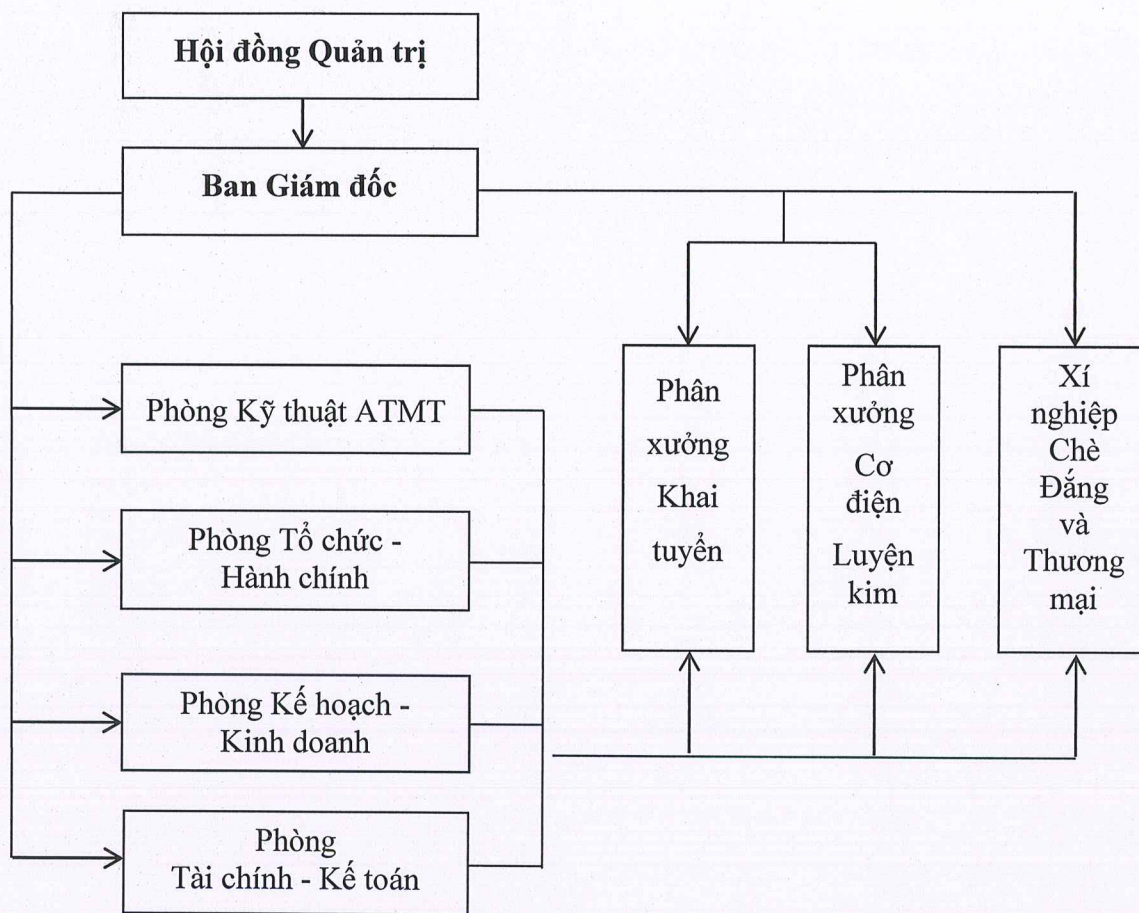 Hội đồng Quản trị
Ban Giám đốc
Phòng Kỹ thuật ATMT
Phòng Tổ chức -
Hành chính
Phòng Kế hoạch -
Kinh doanh
Phòng
Tài chính - Kế toán
Phân
xưởng
Khai
tuyển
Phân
xưởng
Cơ
điện
Luyện
kim
Xí
nghiệp
Chè
Đắng
và
Thương
mại